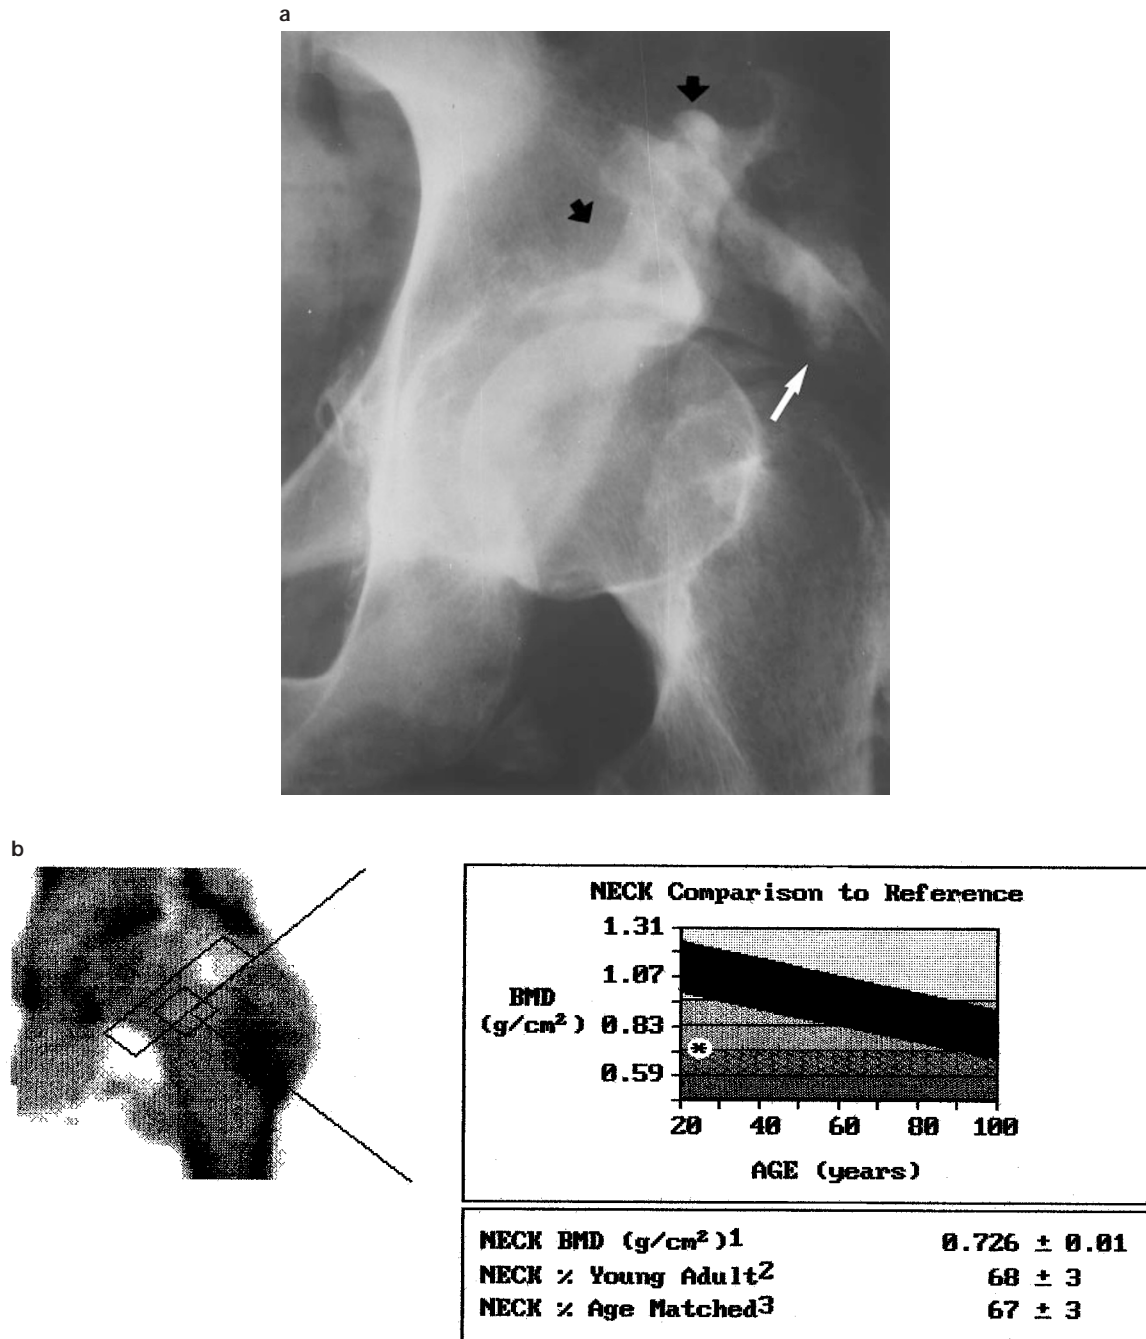 a
b
NECK Comparison to Reference
1.31
1.07
BMD
(g/cm²)
0.83
*
0.59
20 40 60 80 100
AGE (years)
NECK BMD (g/cm²)1 0.726 ± 0.01
NECK % Young Adult2 68 ± 3
NECK % Age Matched3 67 ± 3